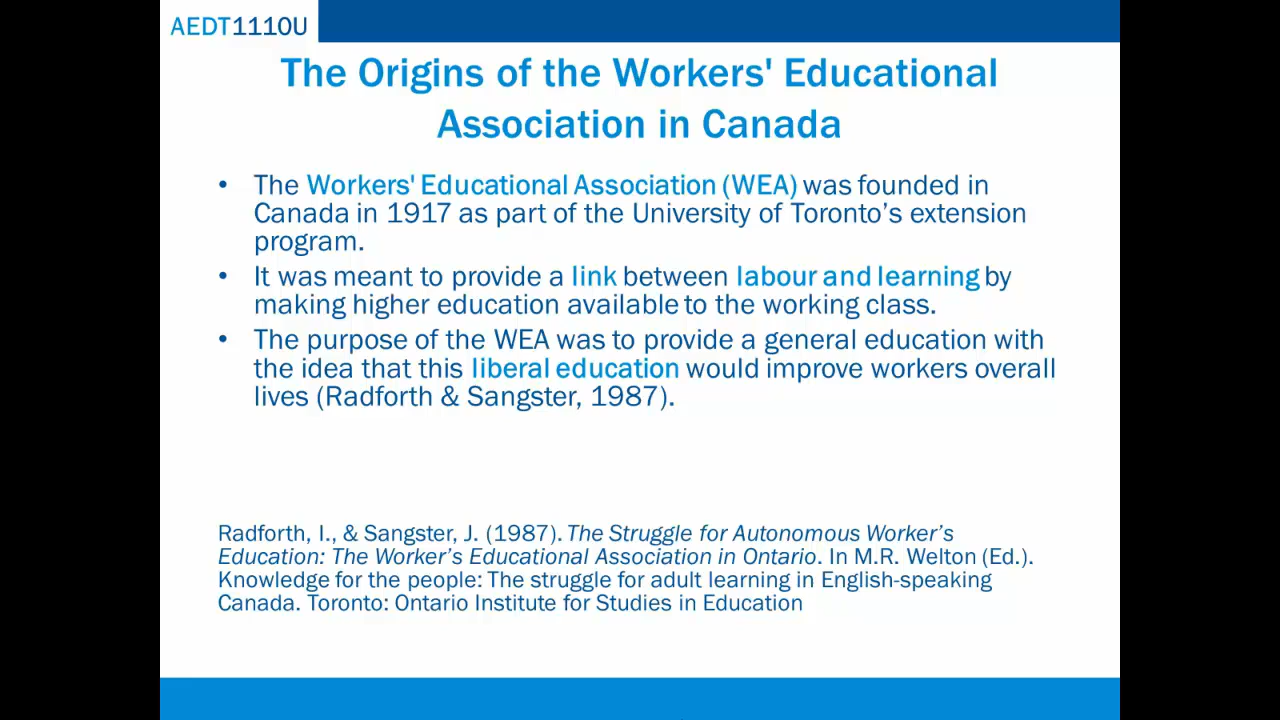 AEDT1110U
The Origins of the Workers' Educational
Association in Canada
• The Workers' Educational Association (WEA) was founded in
Canada in 1917 as part of the University of Toronto’s extension
program.
• It was meant to provide a link between labour and learning by
making higher education available to the working class.
• The purpose of the WEA was to provide a general education with
the idea that this liberal education would improve workers overall
lives (Radforth & Sangster, 1987).
Radforth, I., & Sangster, J. (1987). The Struggle for Autonomous Worker’s
Education: The Worker’s Educational Association in Ontario. In M.R. Welton (Ed.).
Knowledge for the people: The struggle for adult learning in English-speaking
Canada. Toronto: Ontario Institute for Studies in Education